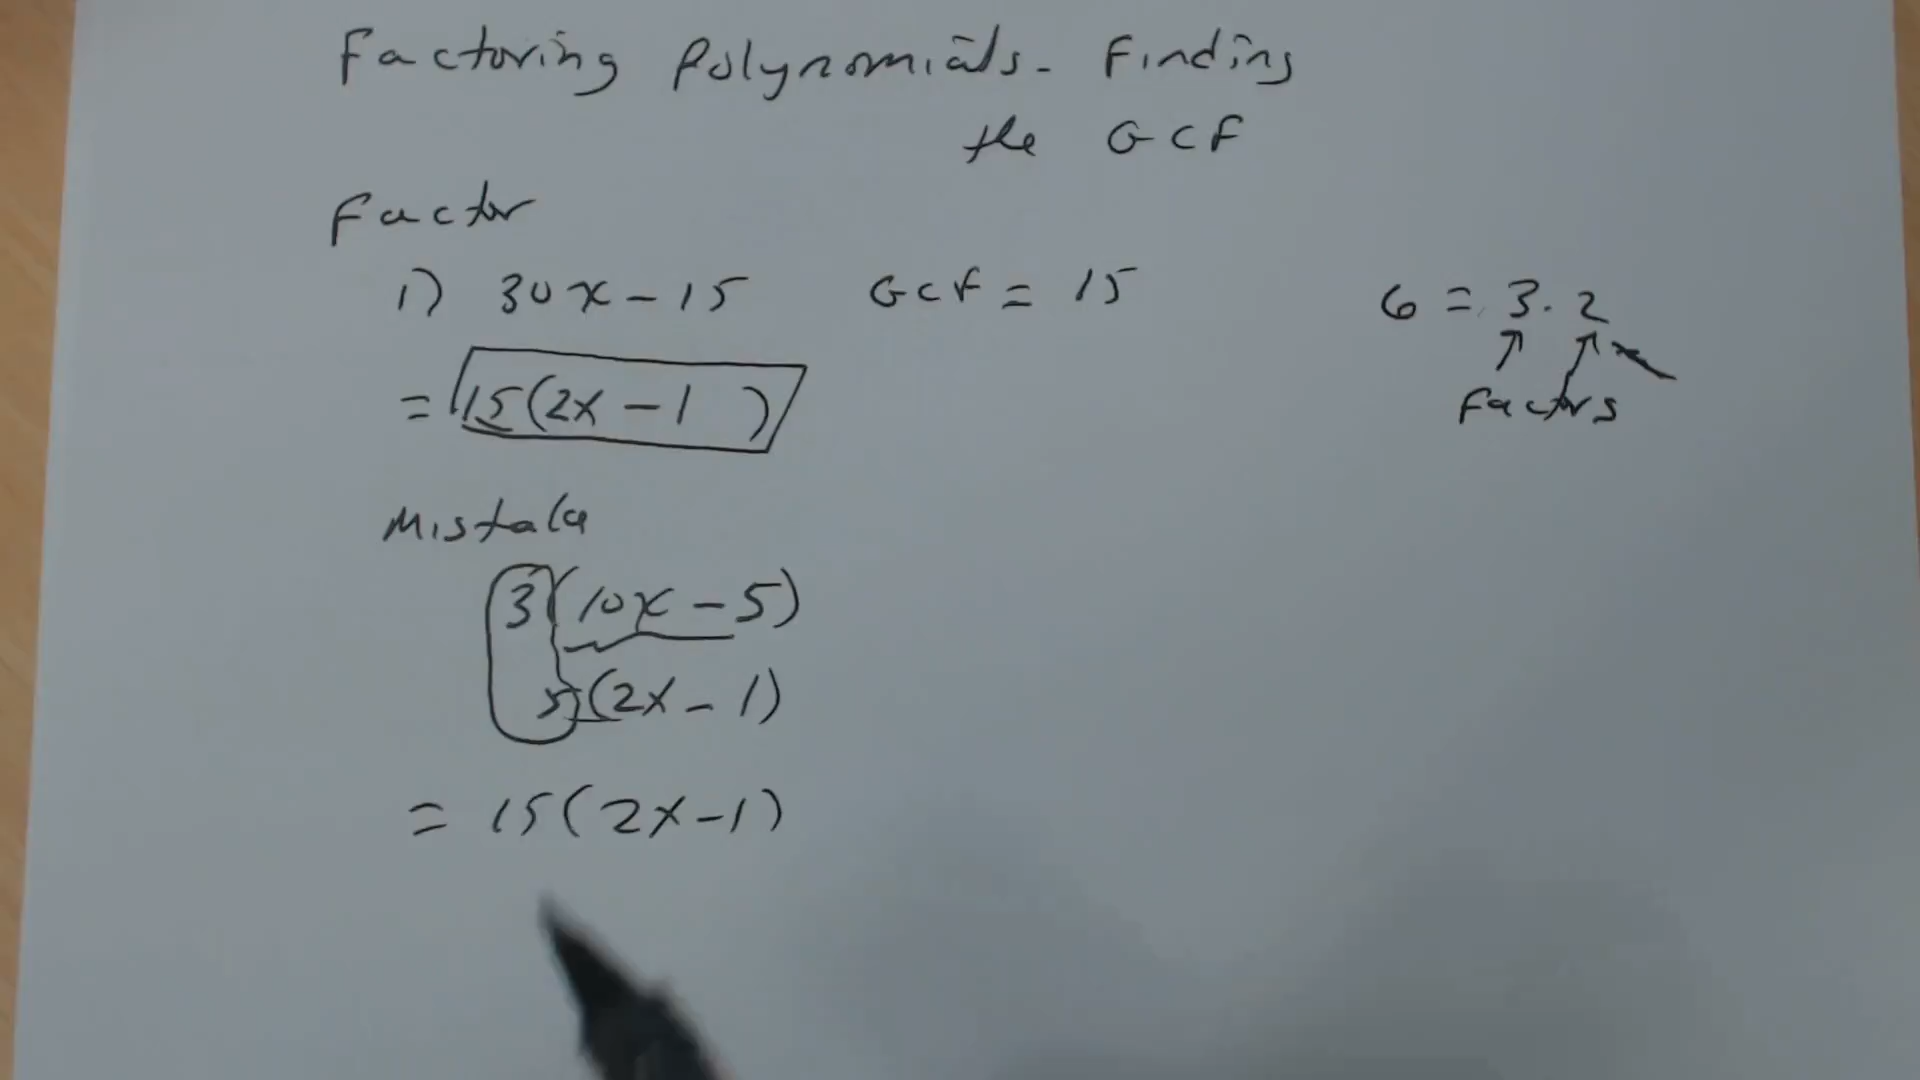 Factoring Polynomials - Finding
the GCF
Factor
1) 30x - 15 GCF = 15
= 15(2x - 1 )
6 = 3 · 2
Factors
Mistake
3(10x - 5)
5(2x - 1)
= 15(2x - 1)